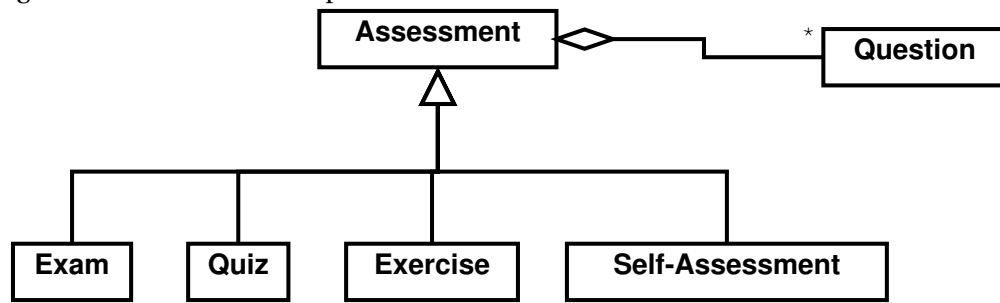 Assessment
*
Question
Exam
Quiz
Exercise
Self-Assessment